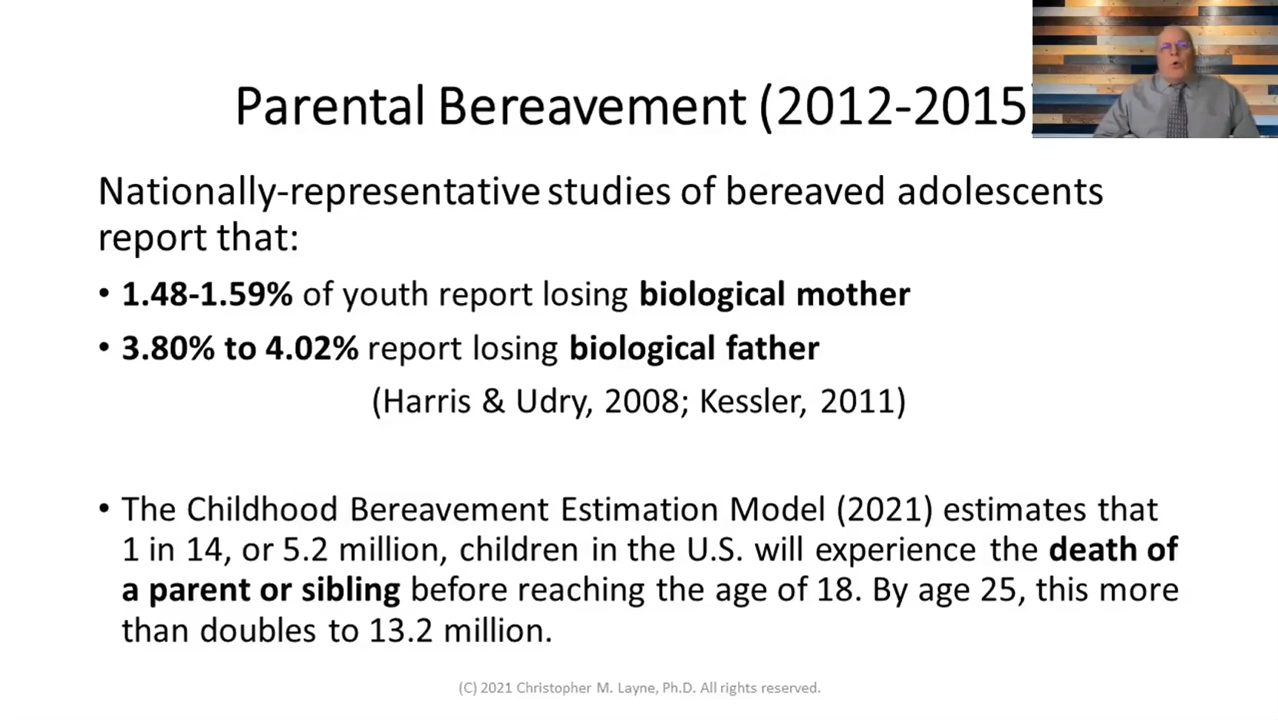 Parental Bereavement (2012-2015)
Nationally-representative studies of bereaved adolescents
report that:
• 1.48-1.59% of youth report losing biological mother
• 3.80% to 4.02% report losing biological father
(Harris & Udry, 2008; Kessler, 2011)
• The Childhood Bereavement Estimation Model (2021) estimates that
1 in 14, or 5.2 million, children in the U.S. will experience the death of
a parent or sibling before reaching the age of 18. By age 25, this more
than doubles to 13.2 million.
(C) 2021 Christopher M. Layne, Ph.D. All rights reserved.